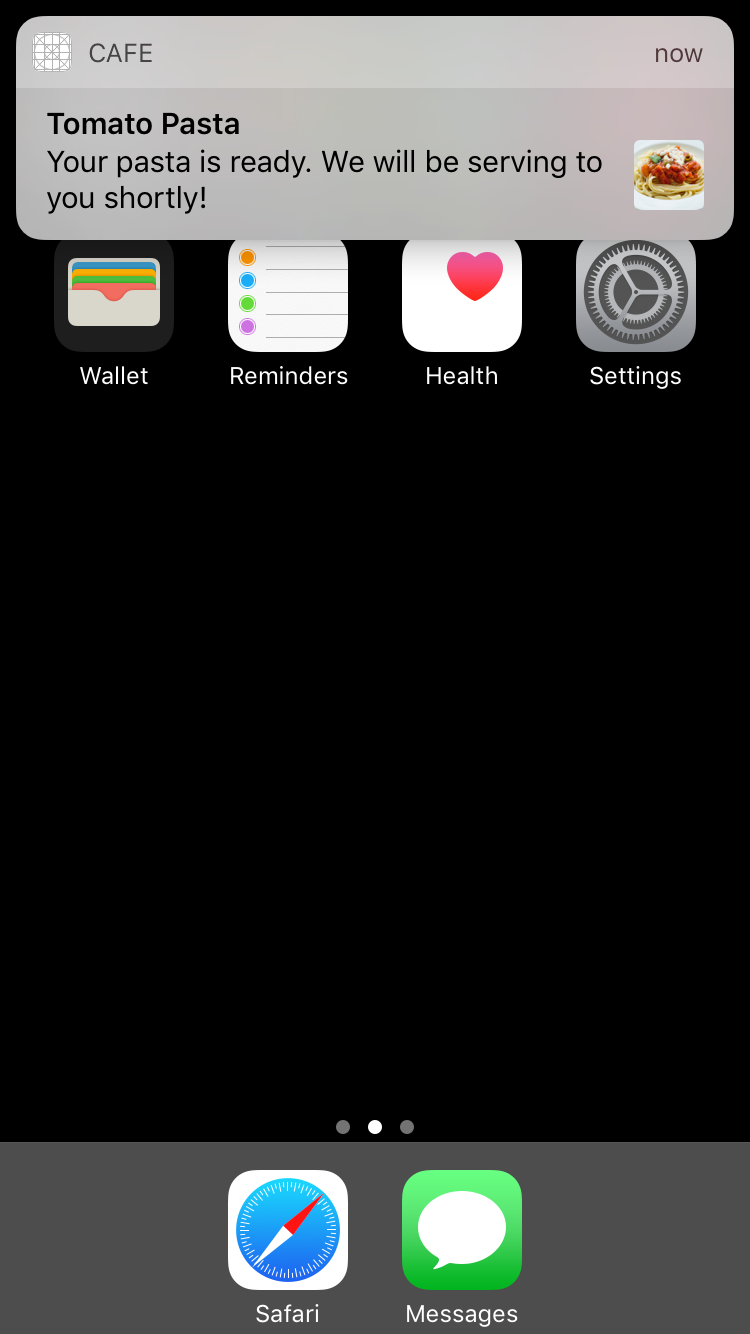 CAFE now
Tomato Pasta
Your pasta is ready. We will be serving to
you shortly!
Wallet Reminders Health Settings
Safari Messages